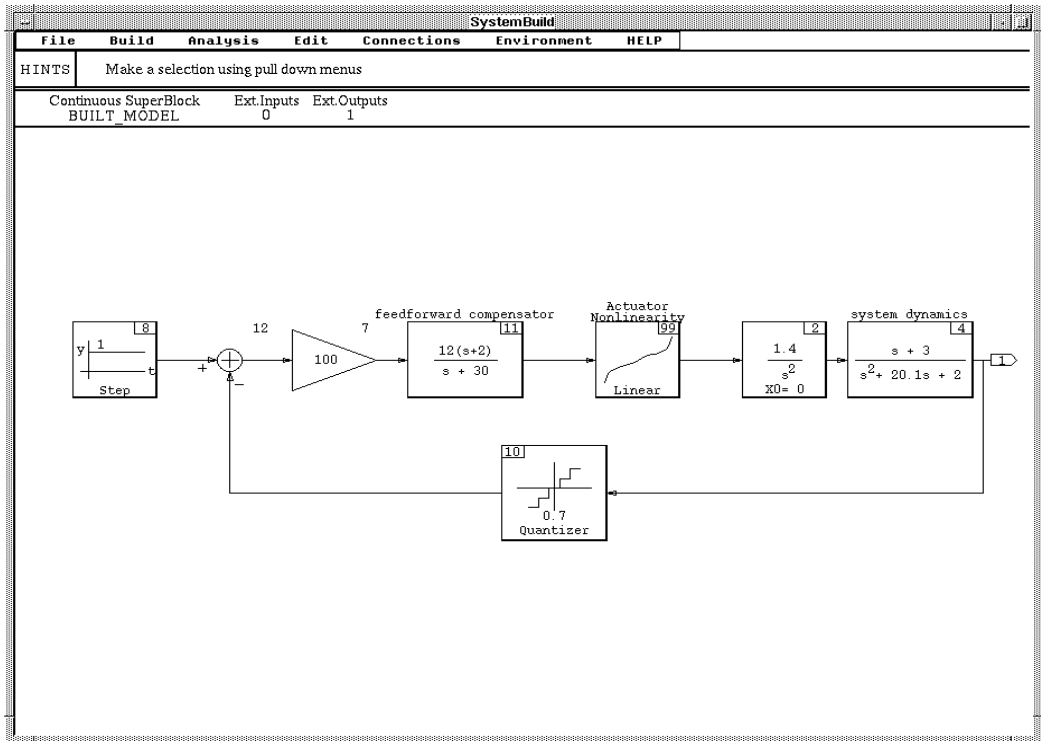 SystemBuild
File Build Analysis Edit Connections Environment HELP
HINTS Make a selection using pull down menus
Continuous SuperBlock Ext.Inputs Ext.Outputs
BUILT_MODEL 0 1
8
y 1
t
Step
+
−
12
100
7
feedforward compensator
11
12(s+2)
s + 30
Actuator
Nonlinearity
99
Linear
2
1.4
s2
X0= 0
system dynamics
4
s + 3
s2+ 20.1s + 2
1
10
0.7
Quantizer